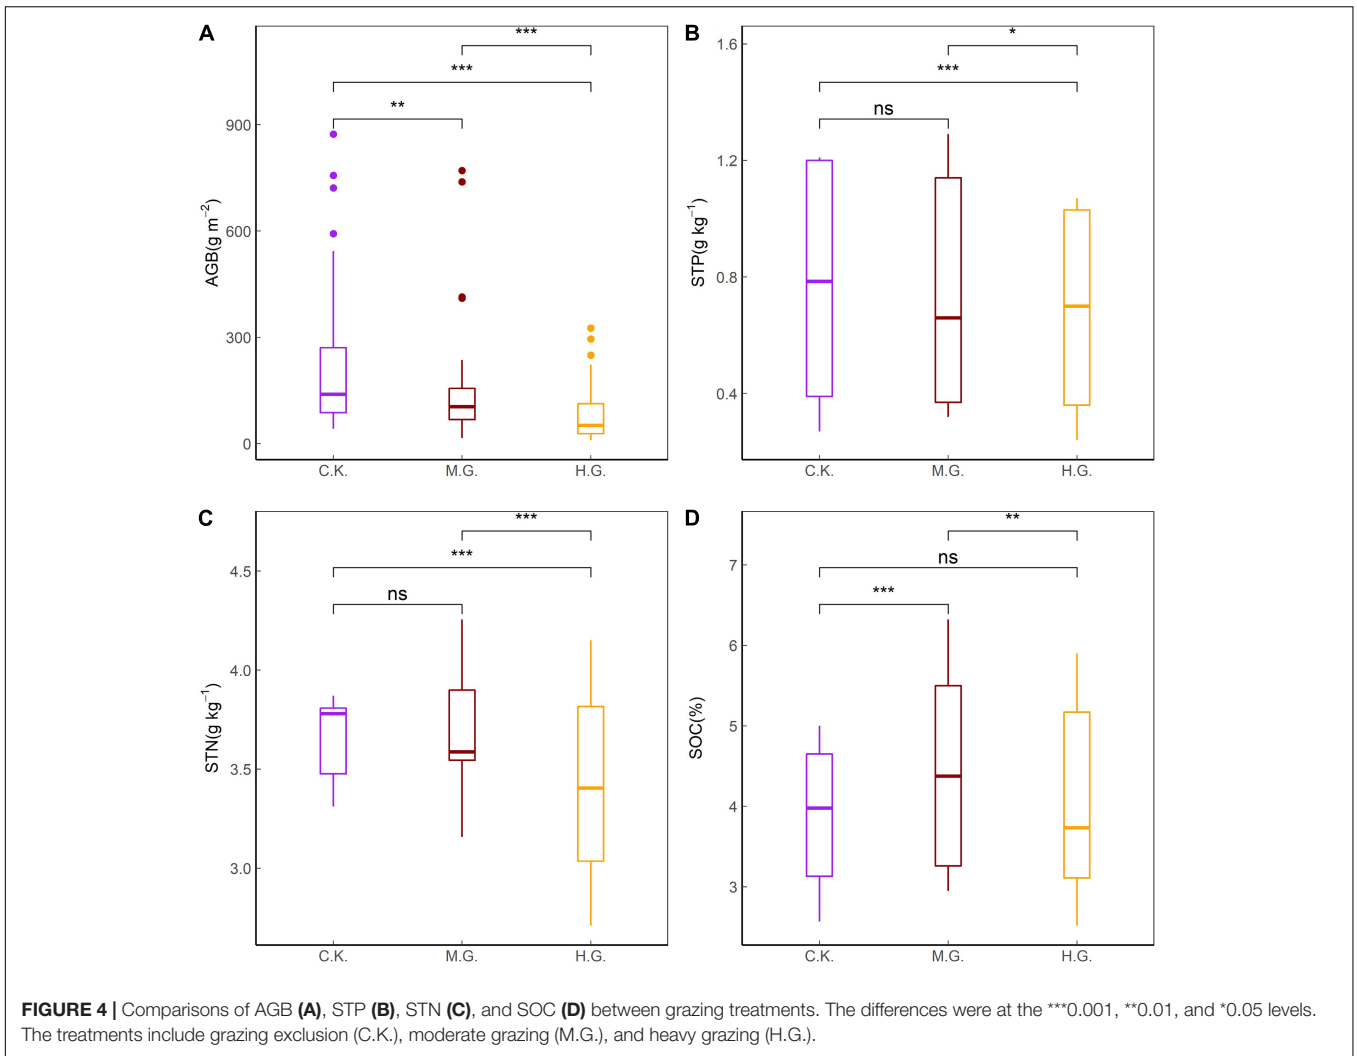 A
***
***
**
900
600
300
0
AGB(g m⁻²)
C.K. M.G. H.G.
B
*
***
ns
1.6
1.2
0.8
0.4
STP(g kg⁻¹)
C.K. M.G. H.G.
C
***
***
ns
4.5
4.0
3.5
3.0
STN(g kg⁻¹)
C.K. M.G. H.G.
D
**
ns
***
7
6
5
4
3
SOC(%)
C.K. M.G. H.G.
FIGURE 4 | Comparisons of AGB (A), STP (B), STN (C), and SOC (D) between grazing treatments. The differences were at the ***0.001, **0.01, and *0.05 levels.
The treatments include grazing exclusion (C.K.), moderate grazing (M.G.), and heavy grazing (H.G.).